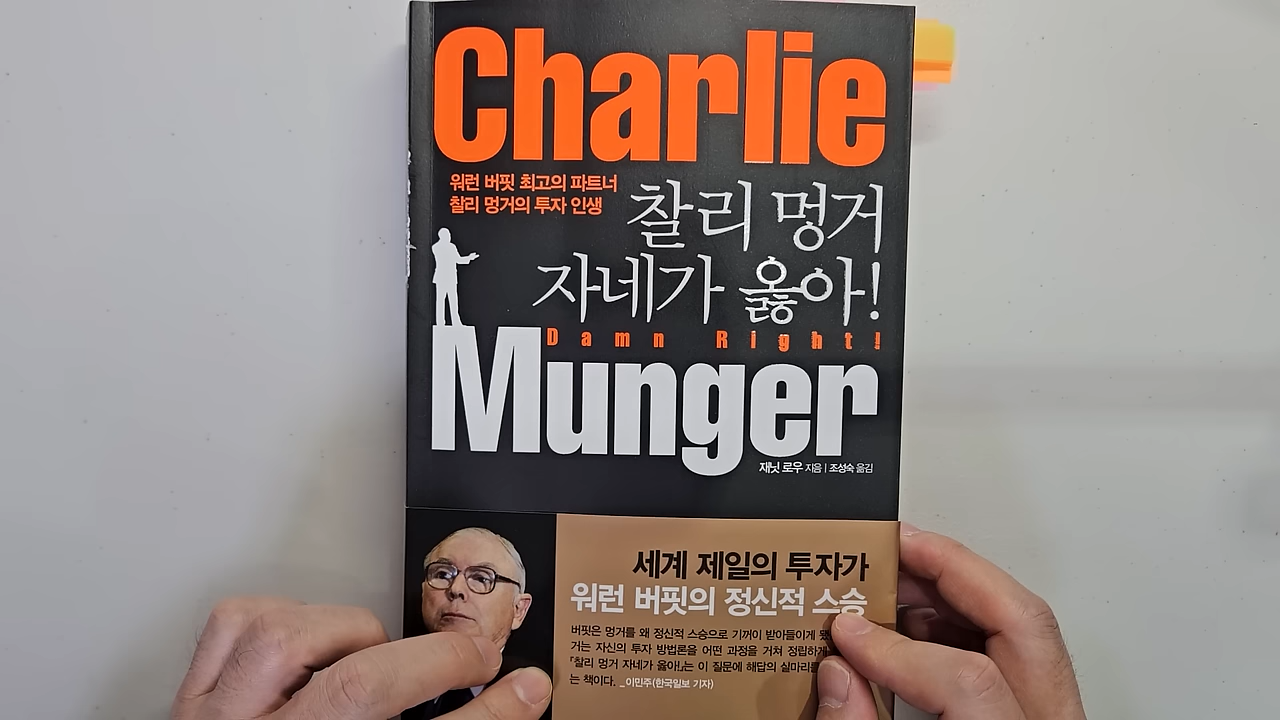 Charlie
워런 버핏 최고의 파트너
찰리 멍거의 투자 인생
찰리 멍거
자네가 옳아!
Damn Right!
Munger
재닛 로우 지음 | 조성숙 옮김
세계 제일의 투자가
워런 버핏의 정신적 스승
버핏은 멍거를 왜 정신적 스승으로 기꺼이 받아들이게
거는 자신의 투자 방법론을 어떤 과정을 거쳐 정립하게
『찰리 멍거 자네가 옳아!』는 이 질문에 해답의 실마리를
는 책이다. _이민주(한국일보 기자)